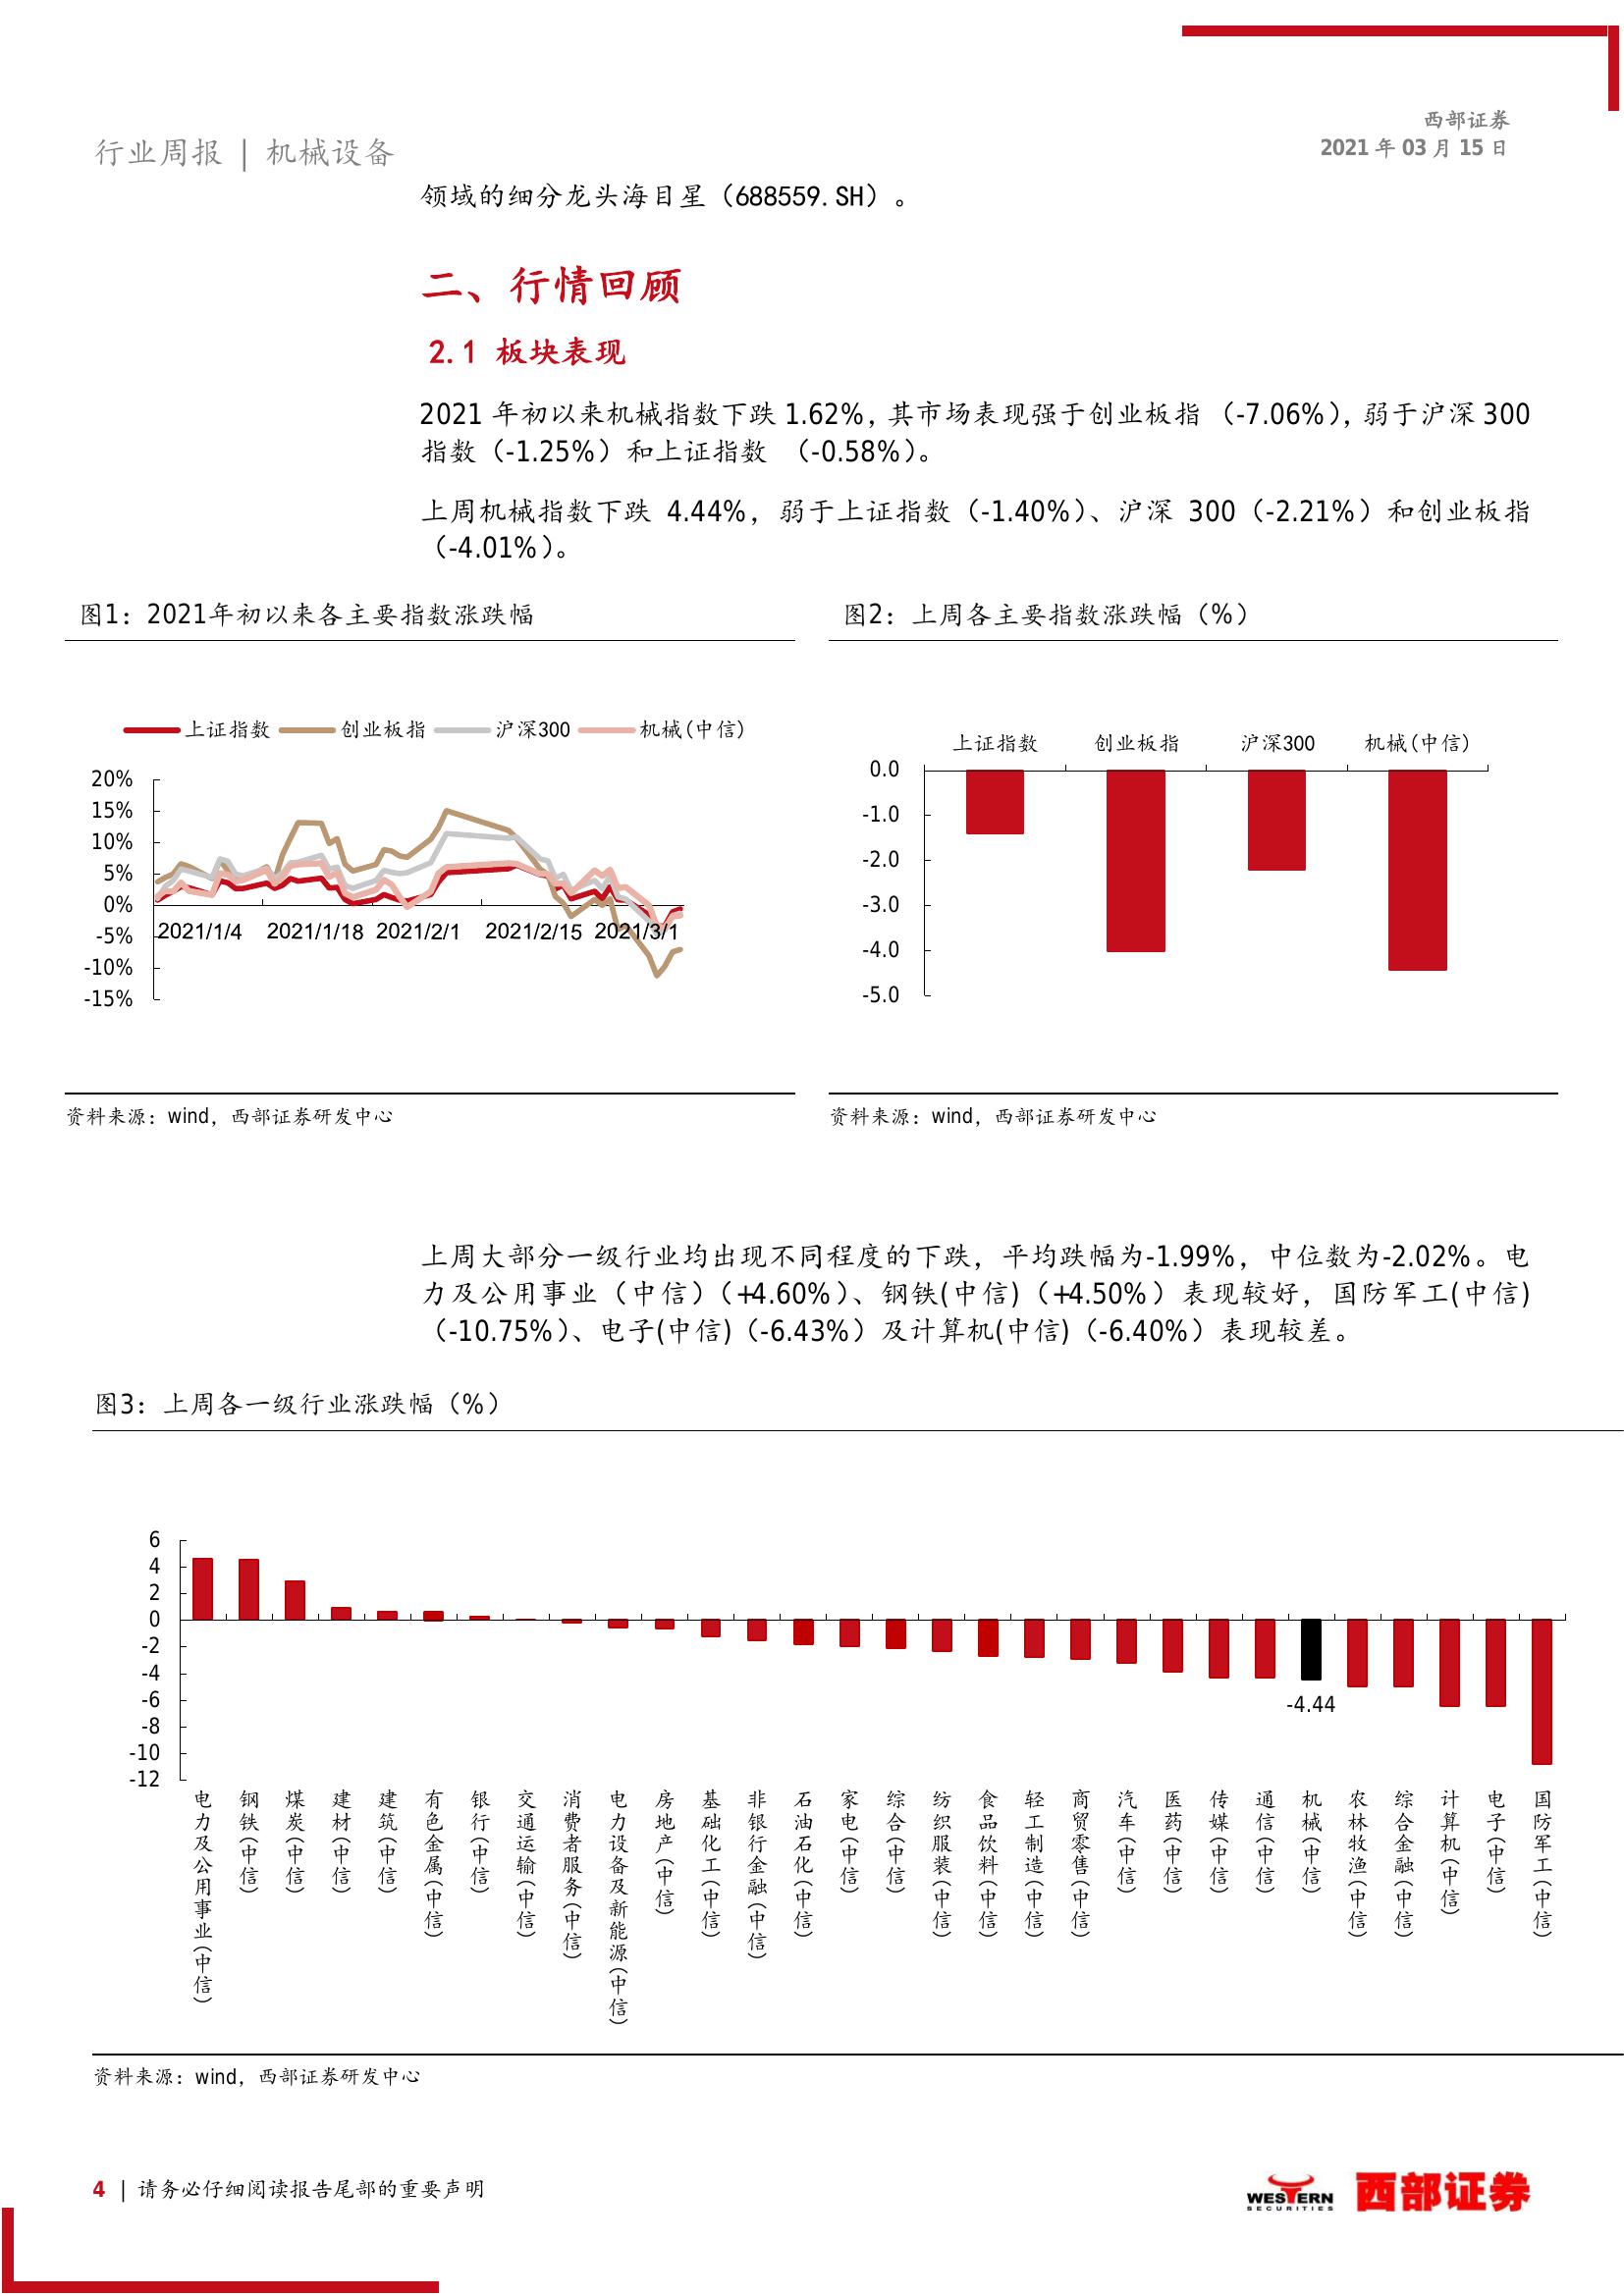 西部证券
2021 年 03 月 15 日
行业周报 | 机械设备
领域的细分龙头海目星（688559.SH）。
二、行情回顾
2.1 板块表现
2021 年初以来机械指数下跌 1.62%，其市场表现强于创业板指 （-7.06%），弱于沪深 300
指数（-1.25%）和上证指数 （-0.58%）。
上周机械指数下跌 4.44%，弱于上证指数（-1.40%）、沪深 300（-2.21%）和创业板指
（-4.01%）。
图1：2021年初以来各主要指数涨跌幅
上证指数 创业板指 沪深300 机械(中信)
20%
15%
10%
5%
0%
-5%
-10%
-15%
2021/1/4 2021/1/18 2021/2/1 2021/2/15 2021/3/1
资料来源：wind，西部证券研发中心
图2：上周各主要指数涨跌幅（%）
上证指数 创业板指 沪深300 机械(中信)
0.0
-1.0
-2.0
-3.0
-4.0
-5.0
资料来源：wind，西部证券研发中心
上周大部分一级行业均出现不同程度的下跌，平均跌幅为-1.99%，中位数为-2.02%。电
力及公用事业（中信）（+4.60%）、钢铁(中信)（+4.50%）表现较好，国防军工(中信)
（-10.75%）、电子(中信)（-6.43%）及计算机(中信)（-6.40%）表现较差。
图3：上周各一级行业涨跌幅（%）
6
4
2
0
-2
-4
-6
-8
-10
-12
-4.44
电力及公用事业(中信)
钢铁(中信)
煤炭(中信)
建材(中信)
建筑(中信)
有色金属(中信)
银行(中信)
交通运输(中信)
消费者服务(中信)
电力设备及新能源(中信)
房地产(中信)
基础化工(中信)
非银行金融(中信)
石油石化(中信)
家电(中信)
综合(中信)
纺织服装(中信)
食品饮料(中信)
轻工制造(中信)
商贸零售(中信)
汽车(中信)
医药(中信)
传媒(中信)
通信(中信)
机械(中信)
农林牧渔(中信)
综合金融(中信)
计算机(中信)
电子(中信)
国防军工(中信)
资料来源：wind，西部证券研发中心
4 | 请务必仔细阅读报告尾部的重要声明
WESTERN
SECURITIES
西部证券